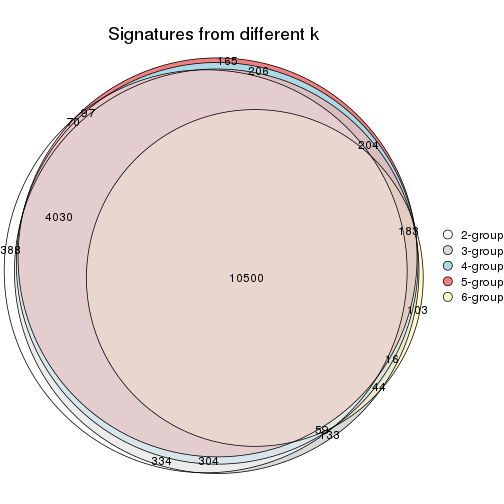 Signatures from different k
165
206
97
70
204
4030
183
388
10500
103
16
44
59
133
334
304
2-group
3-group
4-group
5-group
6-group